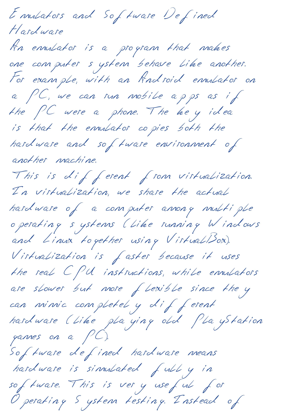 Emulators and Software Defined
Hardware
An emulator is a program that makes
one computer system behave like another.
For example, with an Android emulator on
a PC, we can run mobile apps as if
the PC were a phone. The key idea
is that the emulator copies both the
hardware and software environment of
another machine.
This is different from virtualization.
In virtualization, we share the actual
hardware of a computer among multiple
operating systems (like running Windows
and Linux together using VirtualBox).
Virtualization is faster because it uses
the real CPU instructions, while emulators
are slower but more flexible since they
can mimic completely different
hardware (like playing old PlayStation
games on a PC).
Software defined hardware means
hardware is simulated fully in
software. This is very useful for
Operating System testing. Instead of